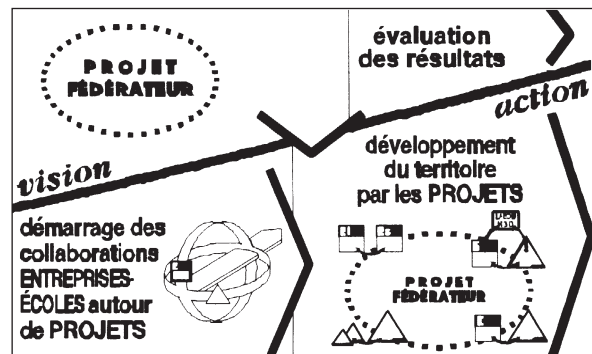 PROJET
FÉDÉRATEUR
évaluation
des résultats
vision
action
démarrage des
collaborations
ENTREPRISES-
ÉCOLES autour
de PROJETS
développement
du territoire
par les PROJETS
PROJET
FÉDÉRATEUR